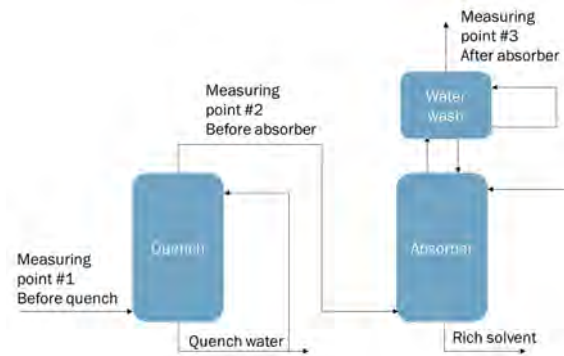 Measuring
point #3
After absorber
Water
wash
Measuring
point #2
Before absorber
Quench
Absorber
Measuring
point #1
Before quench
Quench water
Rich solvent